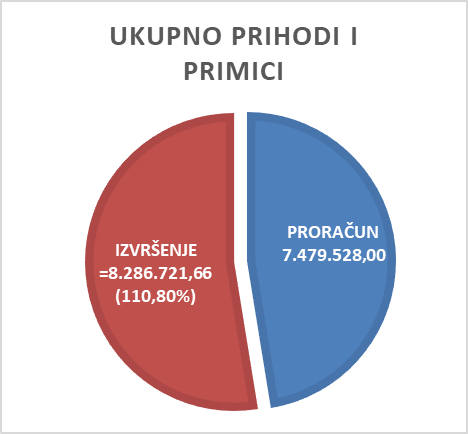 UKUPNO PRIHODI I
PRIMICI
IZVRŠENJE
=8.286.721,66
(110,80%)
PRORAČUN
7.479.528,00